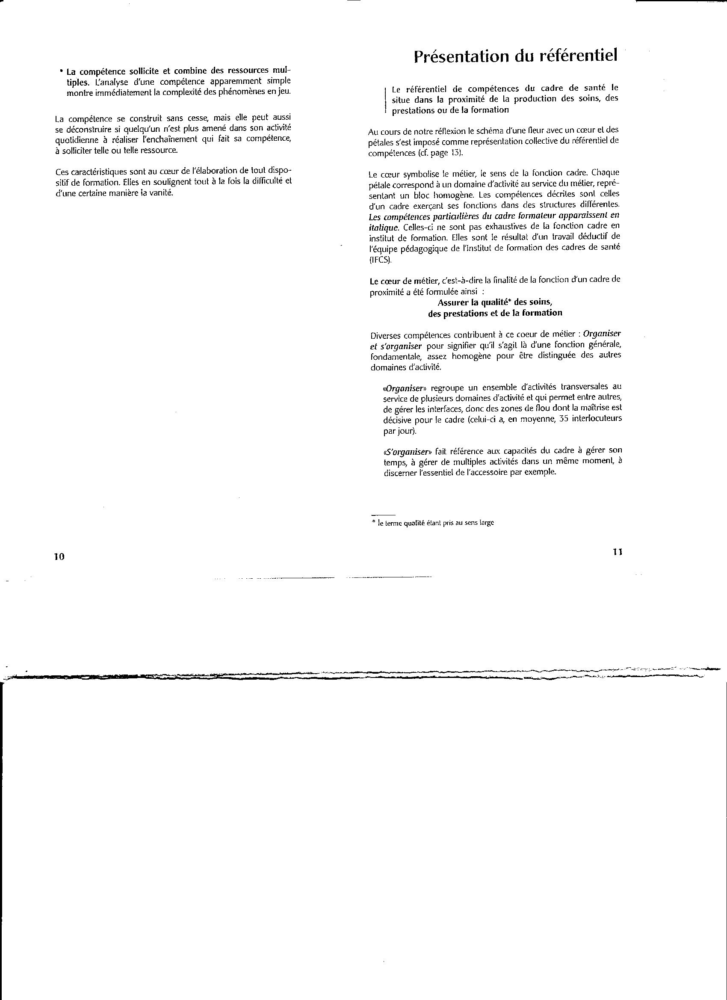 • La compétence sollicite et combine des ressources mul-
tiples. L'analyse d'une compétence apparemment simple
montre immédiatement la complexité des phénomènes en jeu.
La compétence se construit sans cesse, mais elle peut aussi
se déconstruire si quelqu'un n'est plus amené dans son activité
quotidienne à réaliser l'enchaînement qui fait sa compétence,
à solliciter telle ou telle ressource.
Ces caractéristiques sont au cœur de l'élaboration de tout dispo-
sitif de formation. Elles en soulignent tout à la fois la difficulté et
d'une certaine manière la vanité.
10
Présentation du référentiel
Le référentiel de compétences du cadre de santé le
situe dans la proximité de la production des soins, des
prestations ou de la formation
Au cours de notre réflexion le schéma d'une fleur avec un cœur et des
pétales s'est imposé comme représentation collective du référentiel de
compétences (cf. page 13).
Le cœur symbolise le métier, le sens de la fonction cadre. Chaque
pétale correspond à un domaine d'activité au service du métier, repré-
sentant un bloc homogène. Les compétences décrites sont celles
d'un cadre exerçant ses fonctions dans des structures différentes.
Les compétences particulières du cadre formateur apparaissent en
italique. Celles-ci ne sont pas exhaustives de la fonction cadre en
institut de formation. Elles sont le résultat d'un travail déductif de
l'équipe pédagogique de l'Institut de formation des cadres de santé
(IFCS).
Le cœur de métier, c'est-à-dire la finalité de la fonction d'un cadre de
proximité a été formulée ainsi :
Assurer la qualité* des soins,
des prestations et de la formation
Diverses compétences contribuent à ce coeur de métier : Organiser
et s'organiser pour signifier qu'il s'agit là d'une fonction générale,
fondamentale, assez homogène pour être distinguée des autres
domaines d'activité.
«Organiser» regroupe un ensemble d'activités transversales au
service de plusieurs domaines d'activité et qui permet entre autres,
de gérer les interfaces, donc des zones de flou dont la maîtrise est
décisive pour le cadre (celui-ci a, en moyenne, 35 interlocuteurs
par jour).
«S'organiser» fait référence aux capacités du cadre à gérer son
temps, à gérer de multiples activités dans un même moment, à
discerner l'essentiel de l'accessoire par exemple.
* le terme qualité étant pris au sens large
11